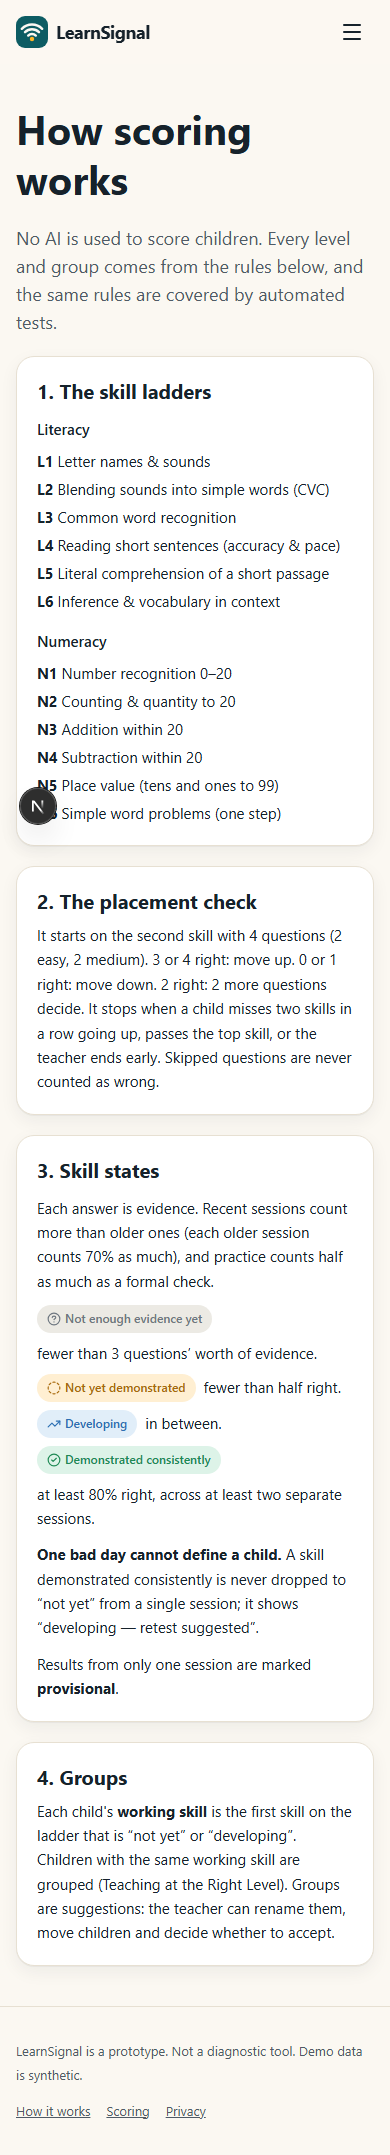 LearnSignal
How scoring
works
No AI is used to score children. Every level
and group comes from the rules below, and
the same rules are covered by automated
tests.
1. The skill ladders
Literacy
L1 Letter names & sounds
L2 Blending sounds into simple words (CVC)
L3 Common word recognition
L4 Reading short sentences (accuracy & pace)
L5 Literal comprehension of a short passage
L6 Inference & vocabulary in context
Numeracy
N1 Number recognition 0–20
N2 Counting & quantity to 20
N3 Addition within 20
N4 Subtraction within 20
N5 Place value (tens and ones to 99)
N
Simple word problems (one step)
2. The placement check
It starts on the second skill with 4 questions (2
easy, 2 medium). 3 or 4 right: move up. 0 or 1
right: move down. 2 right: 2 more questions
decide. It stops when a child misses two skills in
a row going up, passes the top skill, or the
teacher ends early. Skipped questions are never
counted as wrong.
3. Skill states
Each answer is evidence. Recent sessions count
more than older ones (each older session
counts 70% as much), and practice counts half
as much as a formal check.
Not enough evidence yet
fewer than 3 questions’ worth of evidence.
Not yet demonstrated fewer than half right.
Developing in between.
Demonstrated consistently
at least 80% right, across at least two separate
sessions.
One bad day cannot define a child. A skill
demonstrated consistently is never dropped to
“not yet” from a single session; it shows
“developing — retest suggested”.
Results from only one session are marked
provisional.
4. Groups
Each child's working skill is the first skill on the
ladder that is “not yet” or “developing”.
Children with the same working skill are
grouped (Teaching at the Right Level). Groups
are suggestions: the teacher can rename them,
move children and decide whether to accept.
LearnSignal is a prototype. Not a diagnostic tool. Demo data
is synthetic.
How it works Scoring Privacy